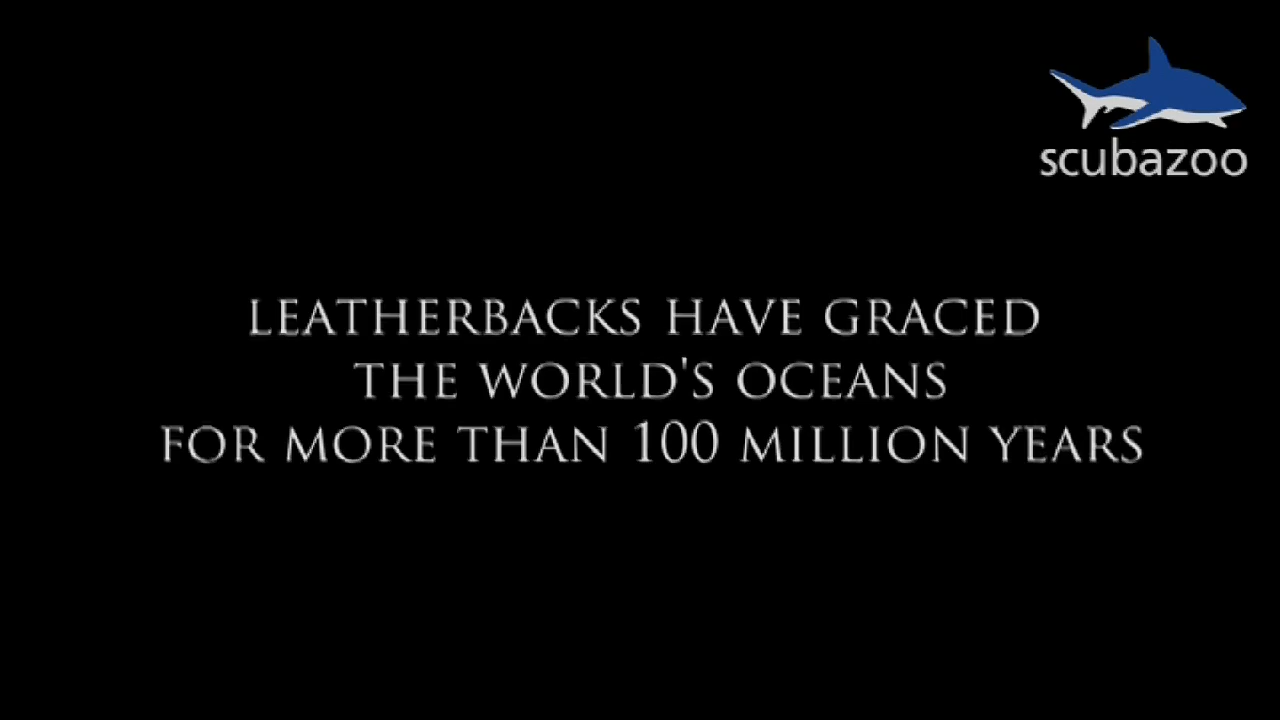 scubazoo
LEATHERBACKS HAVE GRACED
THE WORLD'S OCEANS
FOR MORE THAN 100 MILLION YEARS